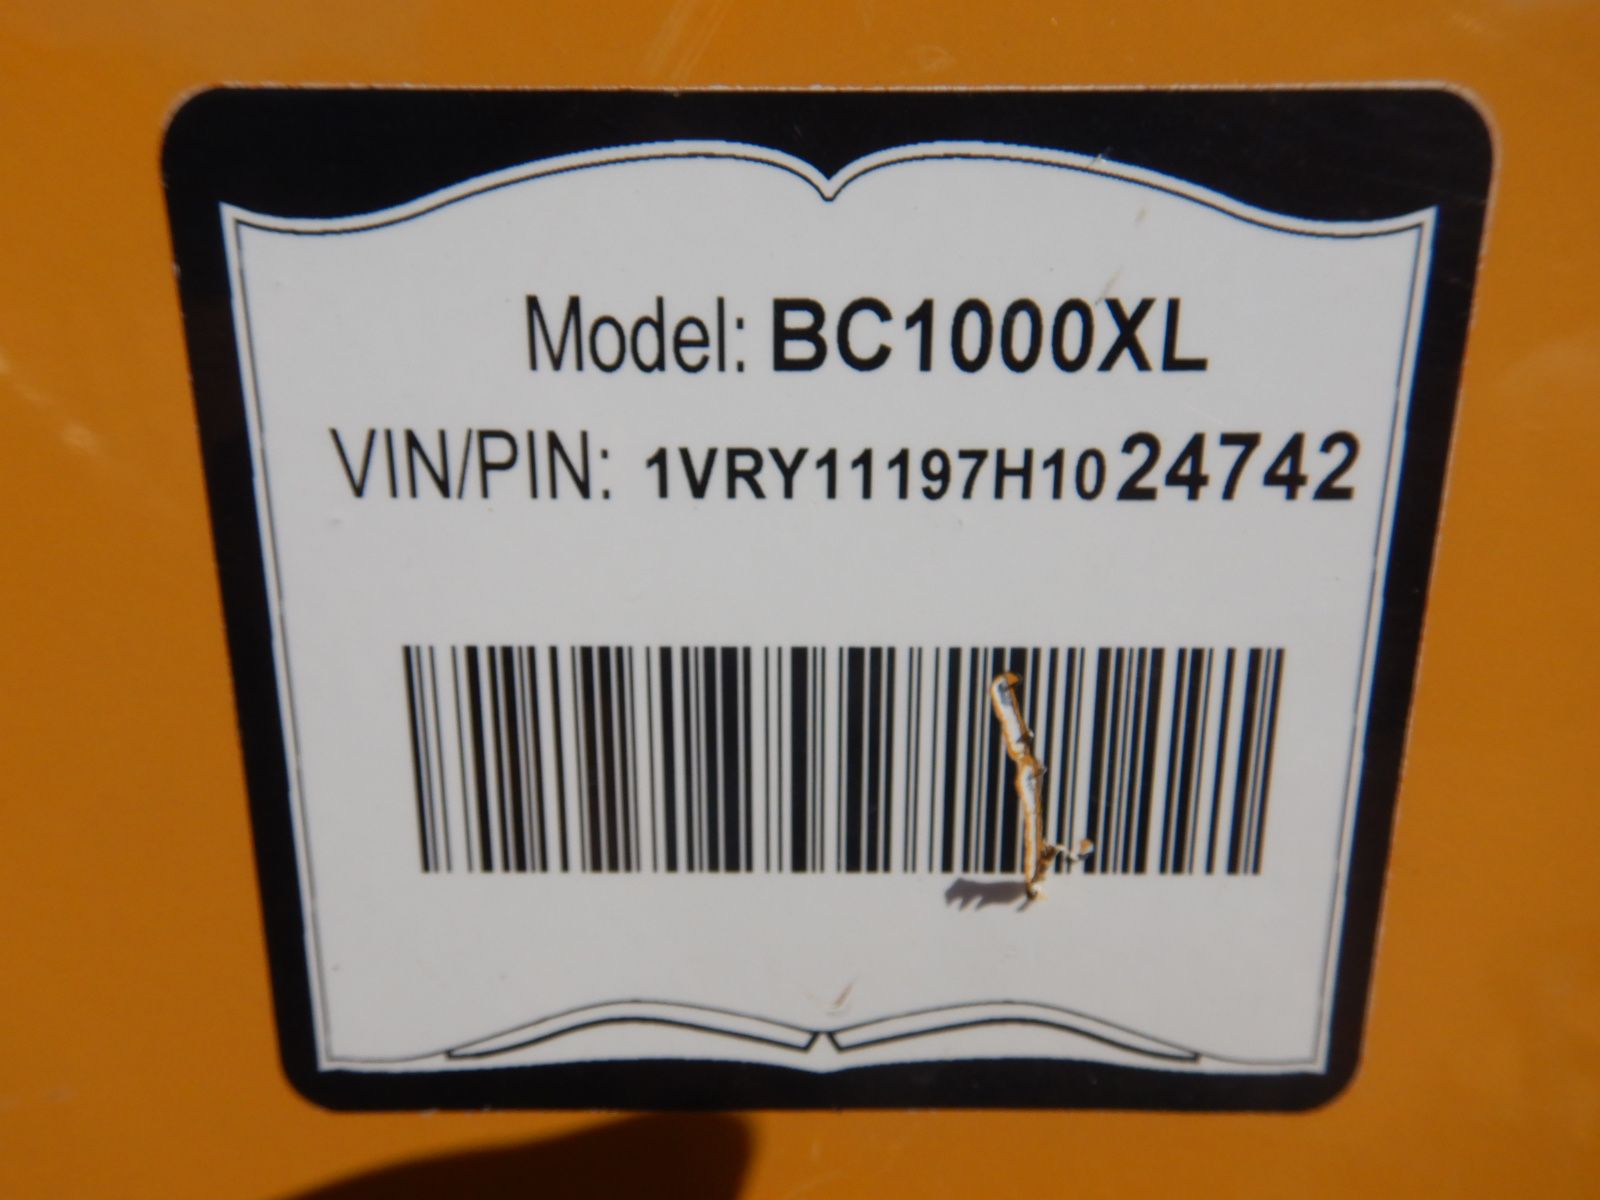 Model: BC1000XL
VIN/PIN: 1VRY11197H1024742